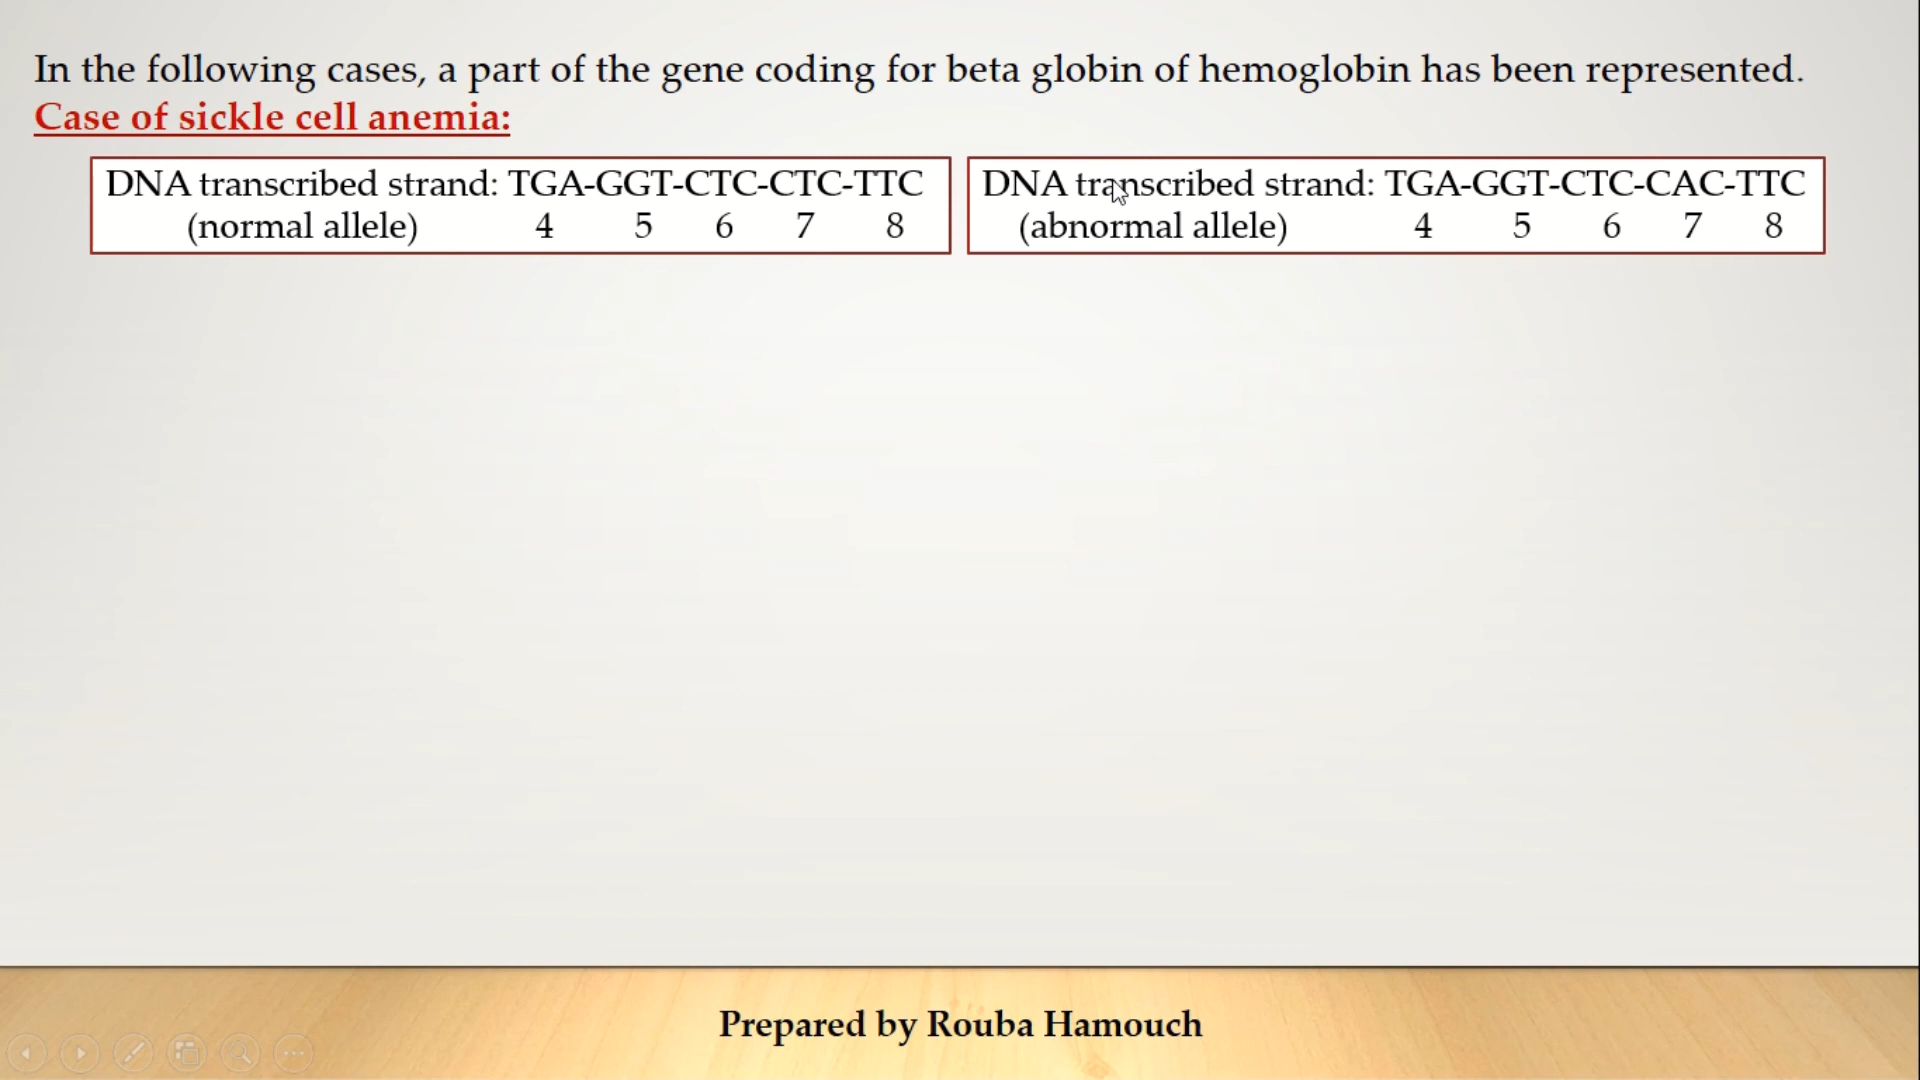 In the following cases, a part of the gene coding for beta globin of hemoglobin has been represented.
Case of sickle cell anemia:
DNA transcribed strand: TGA-GGT-CTC-CTC-TTC
(normal allele) 4 5 6 7 8
DNA transcribed strand: TGA-GGT-CTC-CAC-TTC
(abnormal allele) 4 5 6 7 8
Prepared by Rouba Hamouch